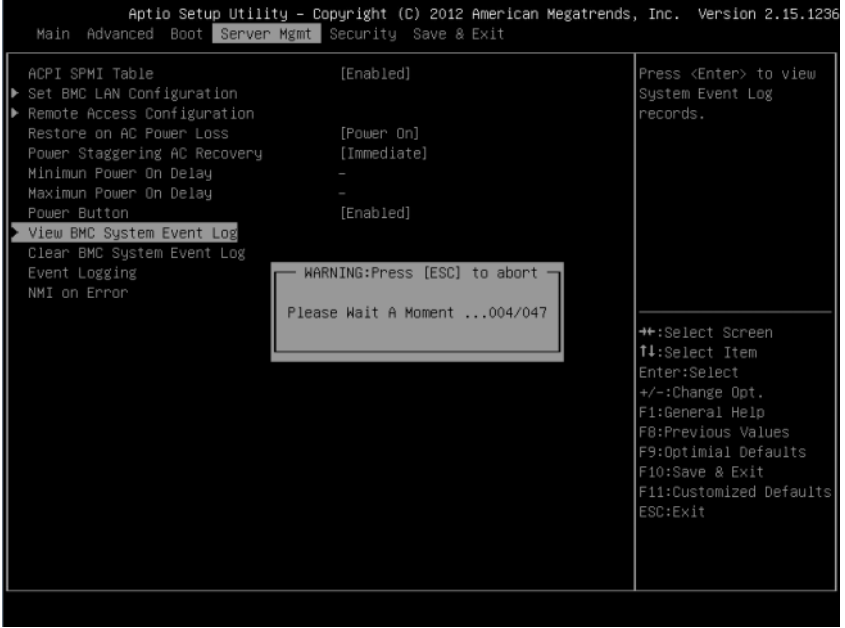 Aptio Setup Utility – Copyright (C) 2012 American Megatrends, Inc. Version 2.15.1236
Main Advanced Boot Server Mgmt Security Save & Exit
ACPI SPMI Table [Enabled]
Set BMC LAN Configuration
Remote Access Configuration
Restore on AC Power Loss [Power On]
Power Staggering AC Recovery [Immediate]
Minimun Power On Delay –
Maximun Power On Delay –
Power Button [Enabled]
View BMC System Event Log
Clear BMC System Event Log
Event Logging
NMI on Error
WARNING:Press [ESC] to abort
Please Wait A Moment ...004/047
Press <Enter> to view
System Event Log
records.
→←:Select Screen
↑↓:Select Item
Enter:Select
+/-:Change Opt.
F1:General Help
F8:Previous Values
F9:Optimial Defaults
F10:Save & Exit
F11:Customized Defaults
ESC:Exit